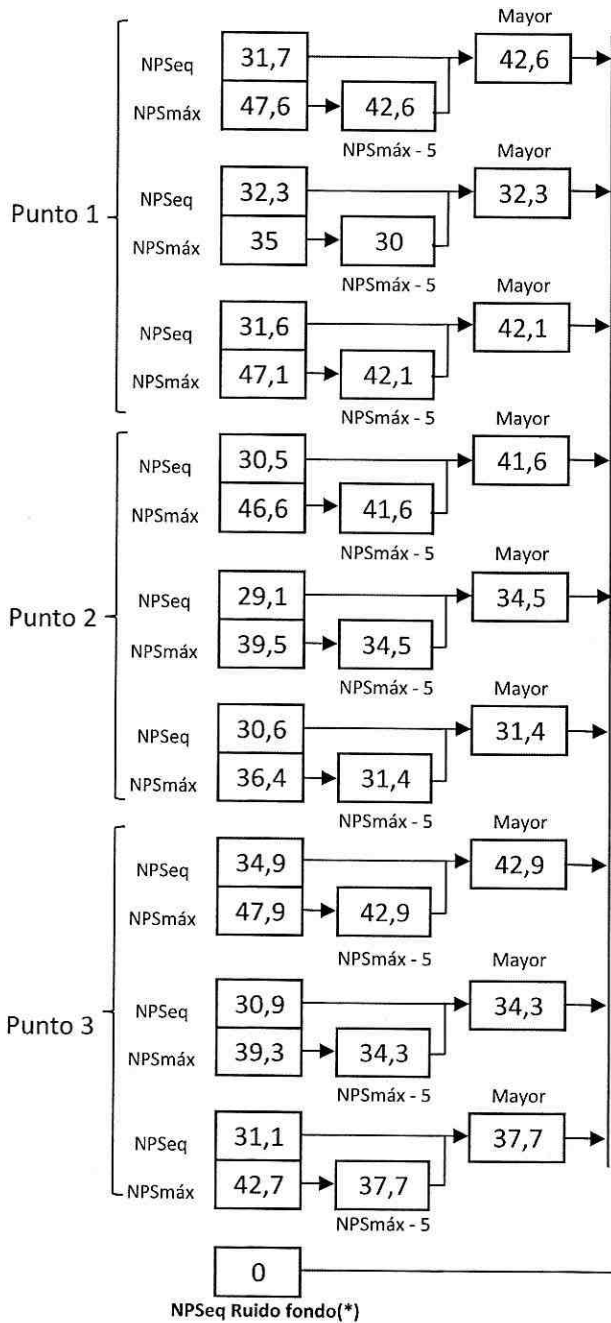 Mayor
NPSeq 31,7 42,6
NPSmáx 47,6 42,6
NPSmáx - 5
Mayor
NPSeq 32,3 32,3
Punto 1
NPSmáx 35 30
NPSmáx - 5
Mayor
NPSeq 31,6 42,1
NPSmáx 47,1 42,1
NPSmáx - 5
Mayor
NPSeq 30,5 41,6
NPSmáx 46,6 41,6
NPSmáx - 5
Mayor
NPSeq 29,1 34,5
Punto 2
NPSmáx 39,5 34,5
NPSmáx - 5
Mayor
NPSeq 30,6 31,4
NPSmáx 36,4 31,4
NPSmáx - 5
Mayor
NPSeq 34,9 42,9
NPSmáx 47,9 42,9
NPSmáx - 5
Mayor
NPSeq 30,9 34,3
Punto 3
NPSmáx 39,3 34,3
NPSmáx - 5
Mayor
NPSeq 31,1 37,7
NPSmáx 42,7 37,7
NPSmáx - 5
0
NPSeq Ruido fondo(*)